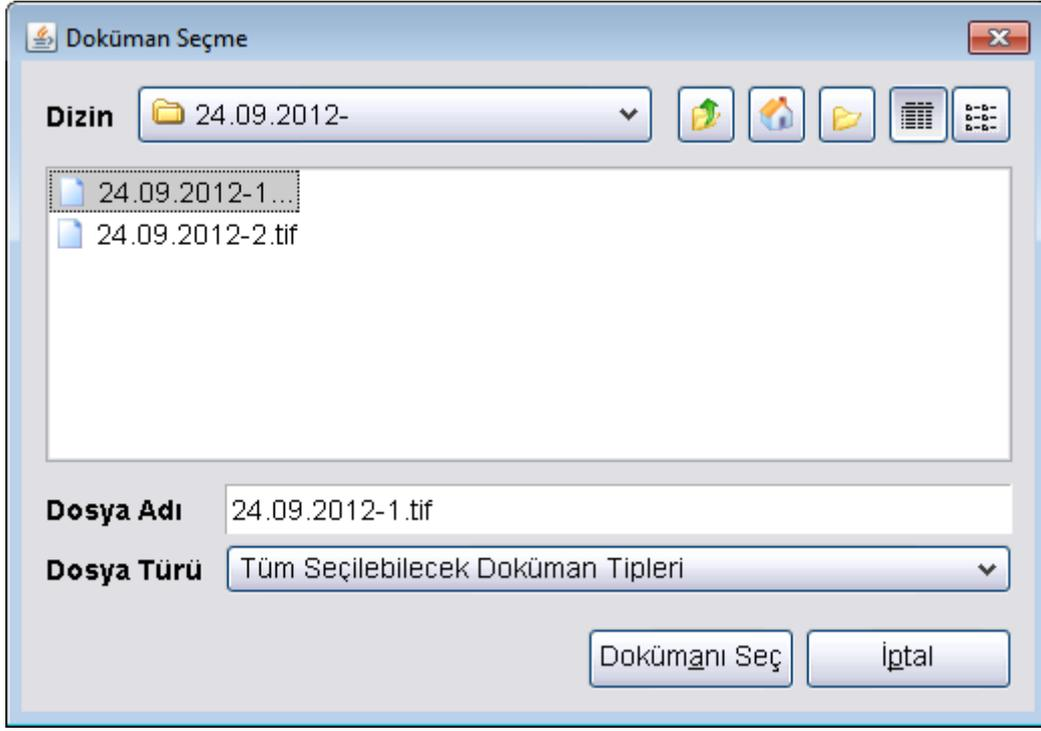 Doküman Seçme
Dizin 24.09.2012-
24.09.2012-1...
24.09.2012-2.tif
Dosya Adı 24.09.2012-1.tif
Dosya Türü Tüm Seçilebilecek Doküman Tipleri
Dokümanı Seç İptal